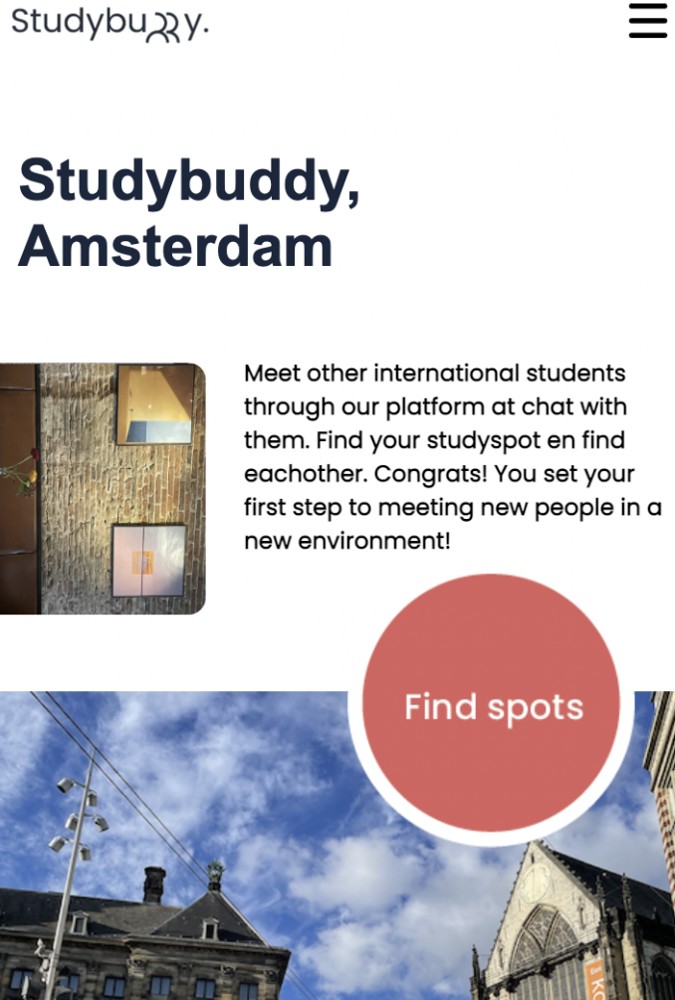 Studybuddy.
Studybuddy,
Amsterdam
Meet other international students
through our platform at chat with
them. Find your studyspot en find
eachother. Congrats! You set your
first step to meeting new people in a
new environment!
Find spots